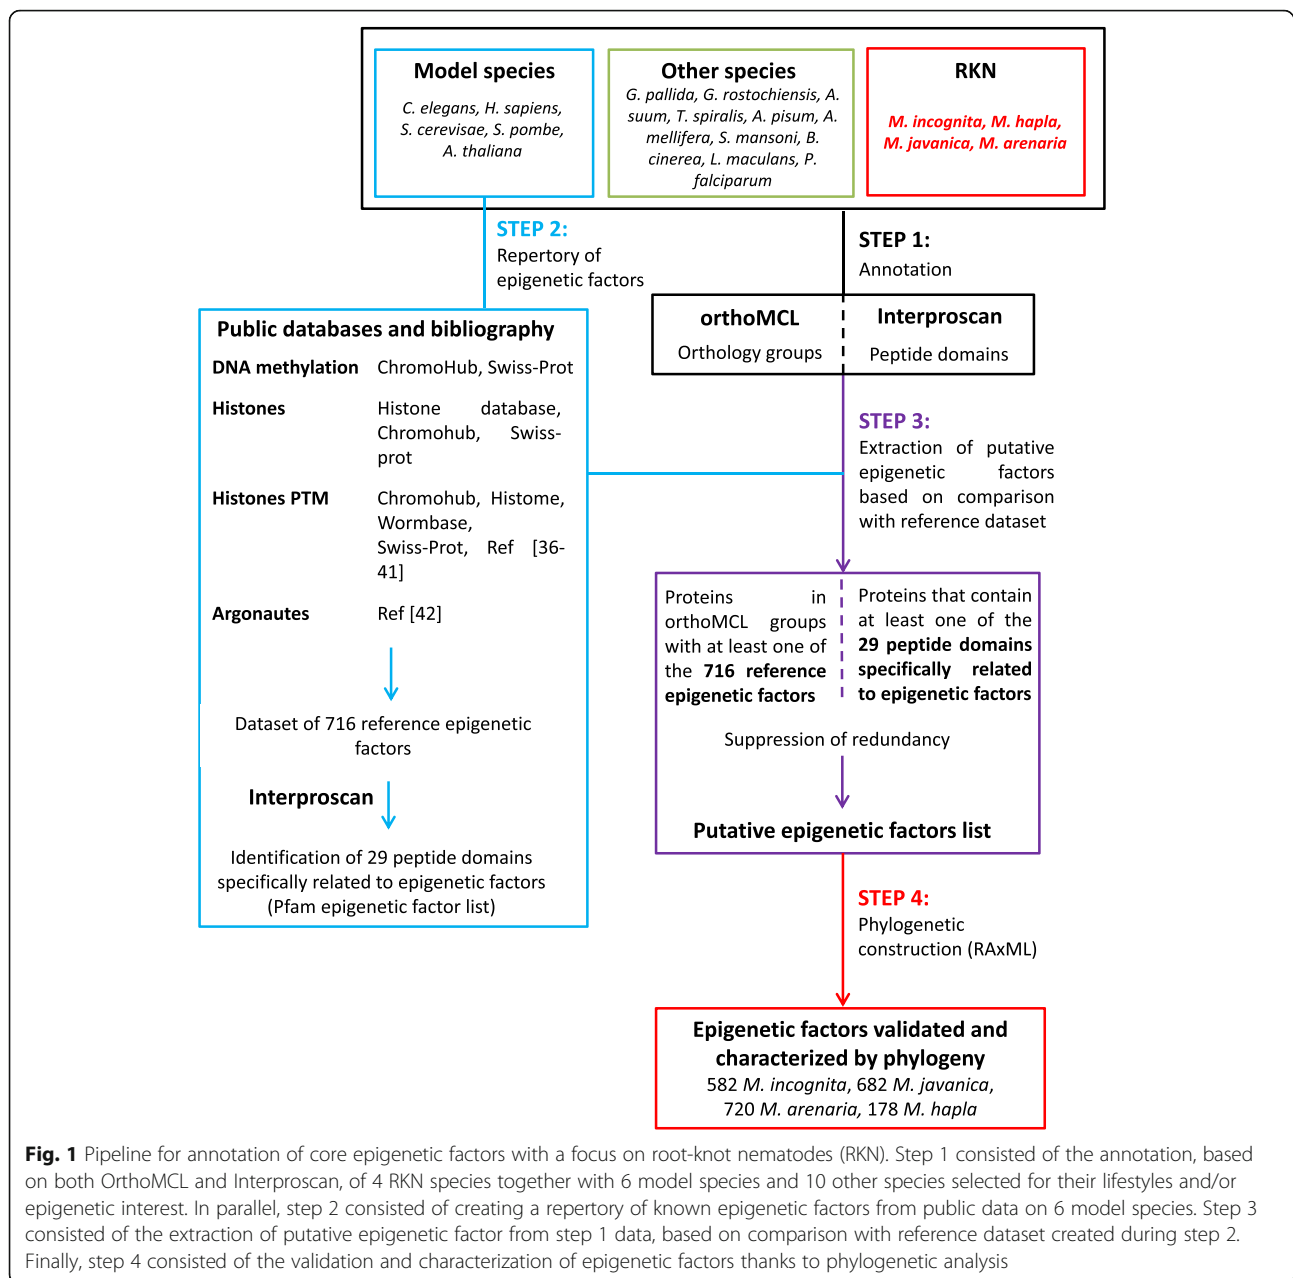 Model species
C. elegans, H. sapiens,
S. cerevisae, S. pombe,
A. thaliana
Other species
G. pallida, G. rostochiensis, A.
suum, T. spiralis, A. pisum, A.
mellifera, S. mansoni, B.
cinerea, L. maculans, P.
falciparum
RKN
M. incognita, M. hapla,
M. javanica, M. arenaria
STEP 2:
Repertory of
epigenetic factors
STEP 1:
Annotation
Public databases and bibliography
DNA methylation ChromoHub, Swiss-Prot
Histones Histone database,
Chromohub, Swiss-
prot
Histones PTM Chromohub, Histome,
Wormbase,
Swiss-Prot, Ref [36-
41]
Argonautes Ref [42]
Dataset of 716 reference epigenetic
factors
Interproscan
Identification of 29 peptide domains
specifically related to epigenetic factors
(Pfam epigenetic factor list)
orthoMCL
Orthology groups
Interproscan
Peptide domains
STEP 3:
Extraction of putative
epigenetic factors
based on comparison
with reference dataset
Proteins in
orthoMCL groups
with at least one of
the 716 reference
epigenetic factors
Proteins that contain
at least one of the
29 peptide domains
specifically related
to epigenetic factors
Suppression of redundancy
Putative epigenetic factors list
STEP 4:
Phylogenetic
construction (RAxML)
Epigenetic factors validated and
characterized by phylogeny
582 M. incognita, 682 M. javanica,
720 M. arenaria, 178 M. hapla
Fig. 1 Pipeline for annotation of core epigenetic factors with a focus on root-knot nematodes (RKN). Step 1 consisted of the annotation, based
on both OrthoMCL and Interproscan, of 4 RKN species together with 6 model species and 10 other species selected for their lifestyles and/or
epigenetic interest. In parallel, step 2 consisted of creating a repertory of known epigenetic factors from public data on 6 model species. Step 3
consisted of the extraction of putative epigenetic factor from step 1 data, based on comparison with reference dataset created during step 2.
Finally, step 4 consisted of the validation and characterization of epigenetic factors thanks to phylogenetic analysis